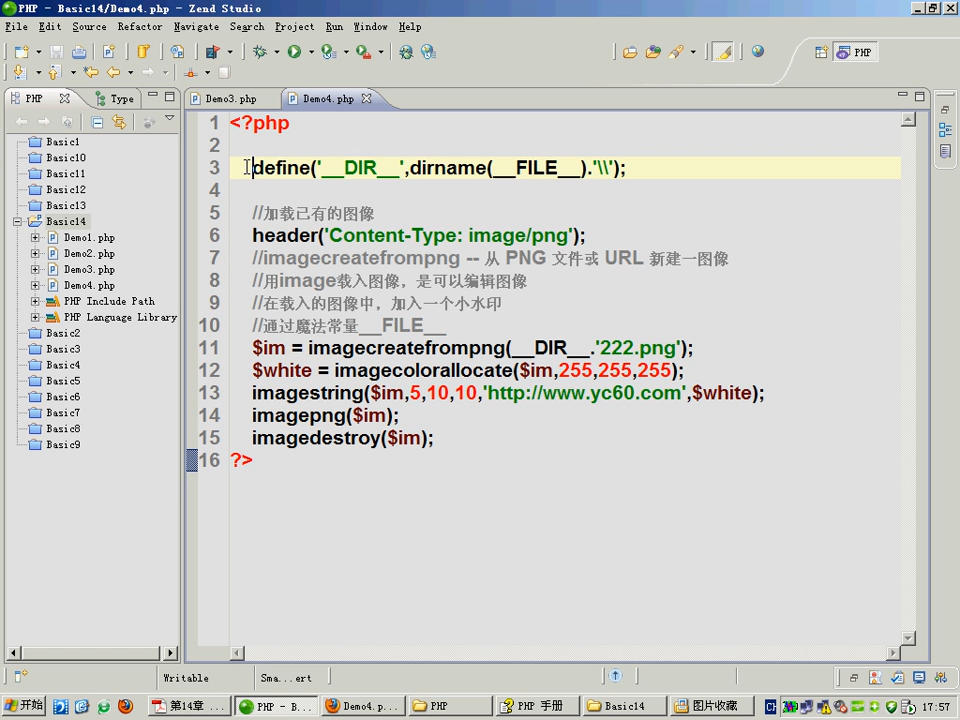 PHP - Basic14/Demo4.php - Zend Studio
File Edit Source Refactor Navigate Search Project Run Window Help
PHP
PHP Type Demo3.php Demo4.php
Basic1
Basic10
Basic11
Basic12
Basic13
Basic14
Demo1.php
Demo2.php
Demo3.php
Demo4.php
PHP Include Path
PHP Language Library
Basic2
Basic3
Basic4
Basic5
Basic6
Basic7
Basic8
Basic9
1 <?php
2
3 define('__DIR__',dirname(__FILE__).'\\');
4
5 //加载已有的图像
6 header('Content-Type: image/png');
7 //imagecreatefrompng -- 从 PNG 文件或 URL 新建一图像
8 //用image载入图像，是可以编辑图像
9 //在载入的图像中，加入一个小水印
10 //通过魔法常量__FILE__
11 $im = imagecreatefrompng(__DIR__.'222.png');
12 $white = imagecolorallocate($im,255,255,255);
13 imagestring($im,5,10,10,'http://www.yc60.com',$white);
14 imagepng($im);
15 imagedestroy($im);
16 ?>
Writable Sma...ert
开始 第14章 ... PHP - B... Demo4.p... PHP PHP 手册 Basic14 图片收藏 CH 17:57